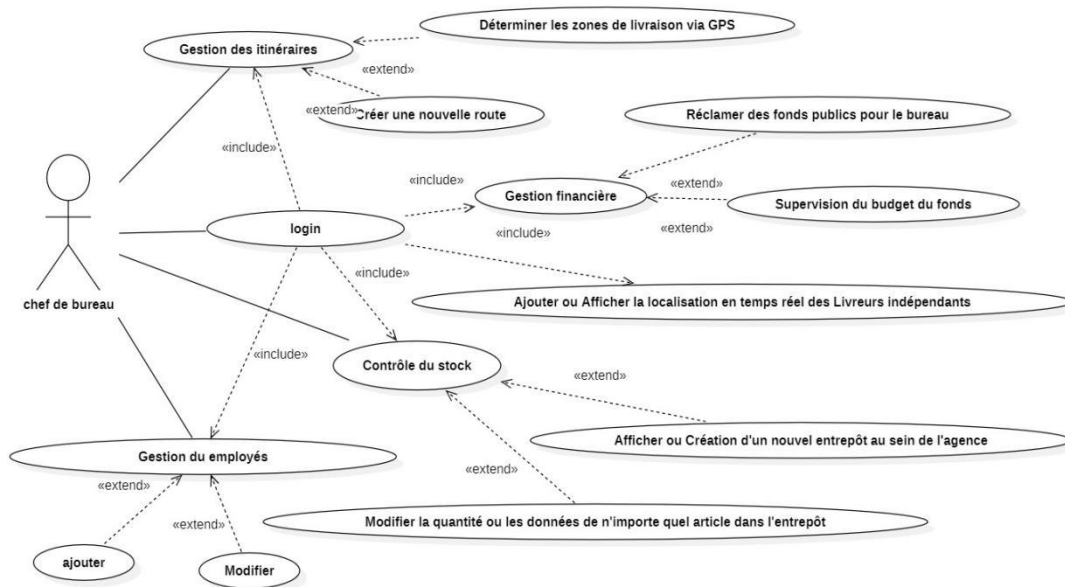 Déterminer les zones de livraison via GPS
Gestion des itinéraires
«extend»
«extend»
Créer une nouvelle route
Réclamer des fonds publics pour le bureau
«include»
«include»
Gestion financière
«extend»
Supervision du budget du fonds
login
«include»
«extend»
«include»
chef de bureau
Ajouter ou Afficher la localisation en temps réel des Livreurs indépendants
«include»
Contrôle du stock
«extend»
Afficher ou Création d'un nouvel entrepôt au sein de l'agence
Gestion du employés
«extend»
«extend»
«extend»
Modifier la quantité ou les données de n'importe quel article dans l'entrepôt
ajouter
Modifier